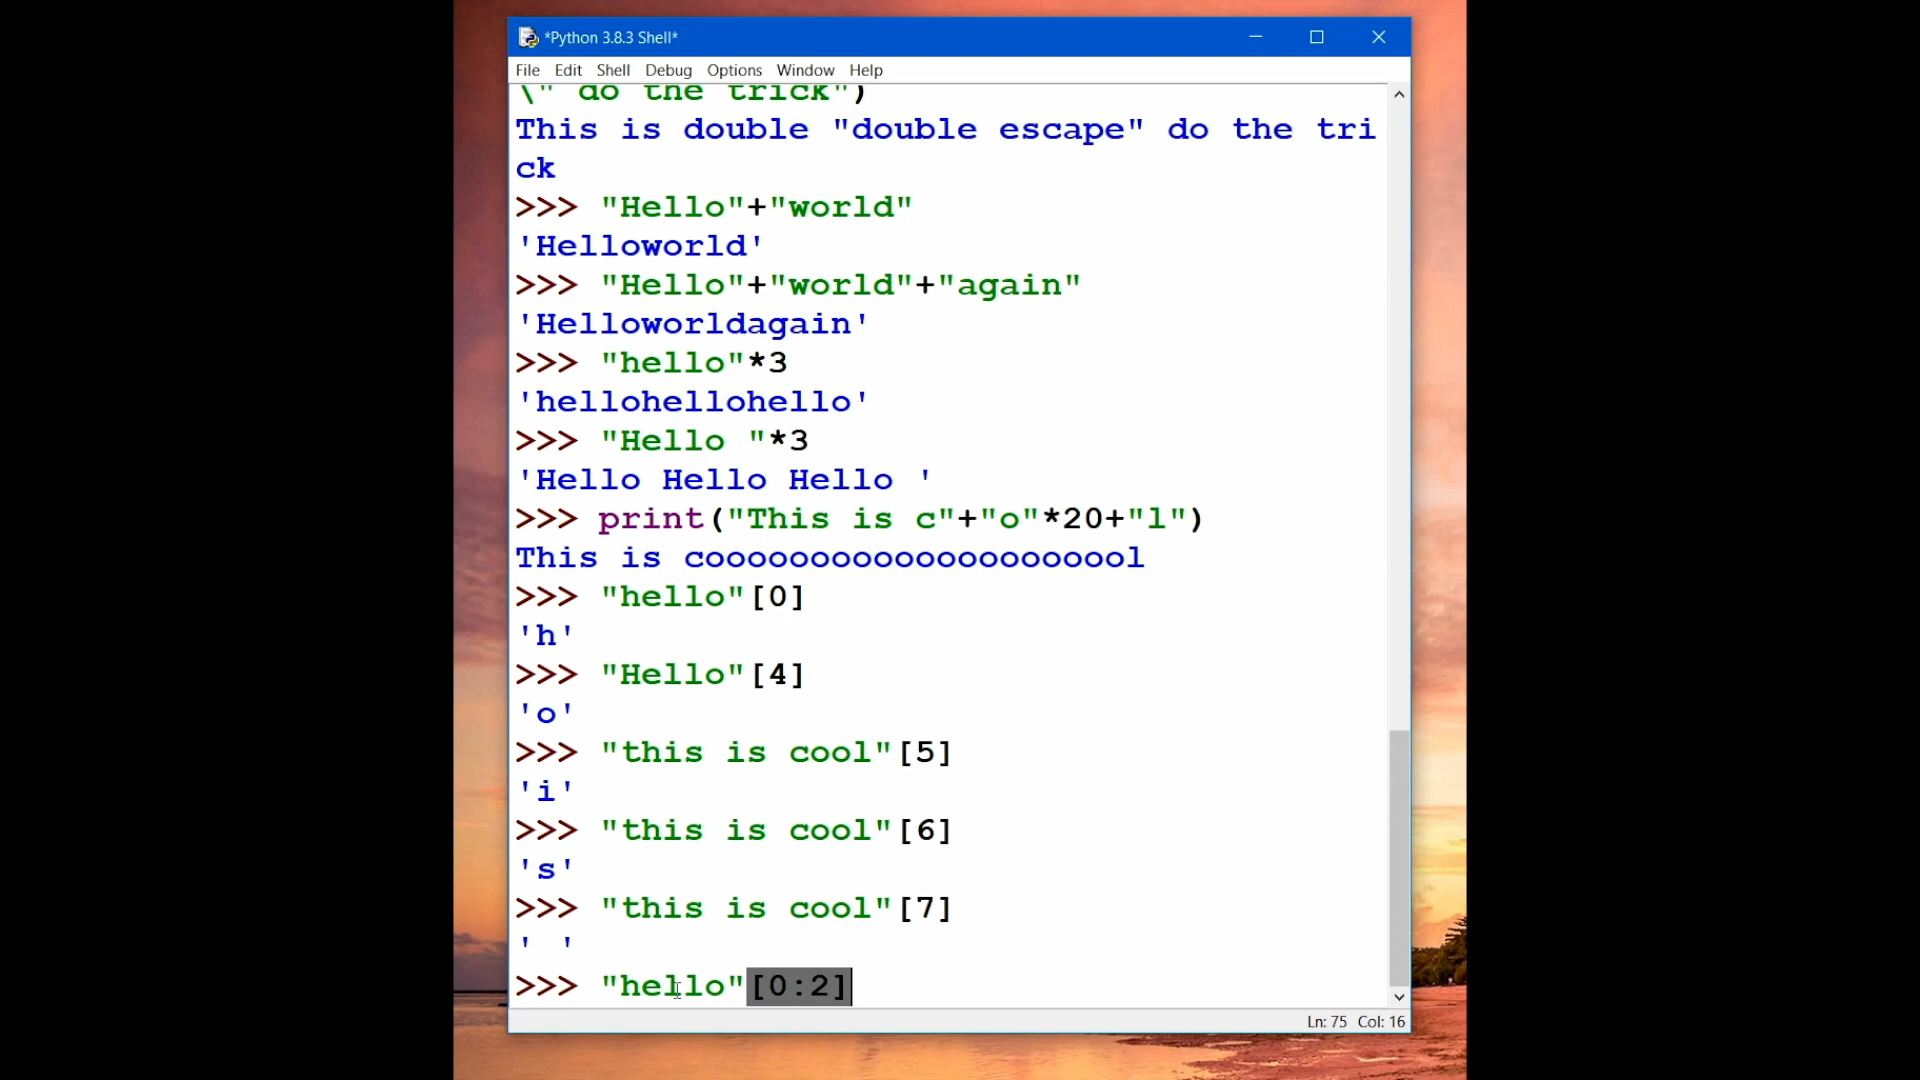 *Python 3.8.3 Shell*
File Edit Shell Debug Options Window Help
\" do the trick")
This is double "double escape" do the tri
ck
>>> "Hello"+"world"
'Helloworld'
>>> "Hello"+"world"+"again"
'Helloworldagain'
>>> "hello"*3
'hellohellohello'
>>> "Hello "*3
'Hello Hello Hello '
>>> print("This is c"+"o"*20+"l")
This is cooooooooooooooooooool
>>> "hello"[0]
'h'
>>> "Hello"[4]
'o'
>>> "this is cool"[5]
'i'
>>> "this is cool"[6]
's'
>>> "this is cool"[7]
' '
>>> "hello"[0:2]
Ln: 75 Col: 16